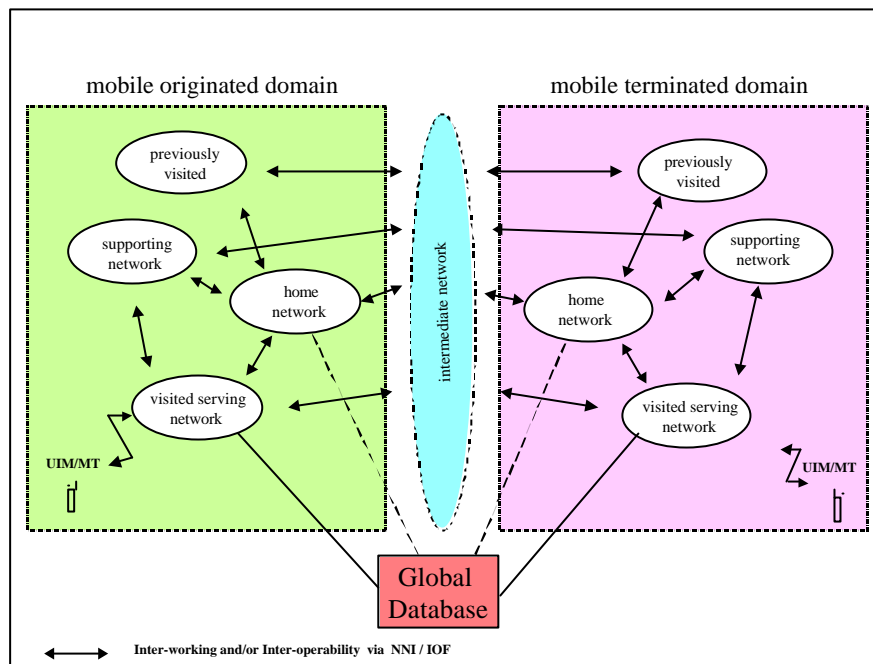 mobile originated domain
mobile terminated domain
previously
visited
supporting
network
home
network
visited serving
network
UIM/MT
intermediate network
previously
visited
supporting
network
home
network
visited serving
network
UIM/MT
Global
Database
Inter-working and/or Inter-operability via NNI / IOF